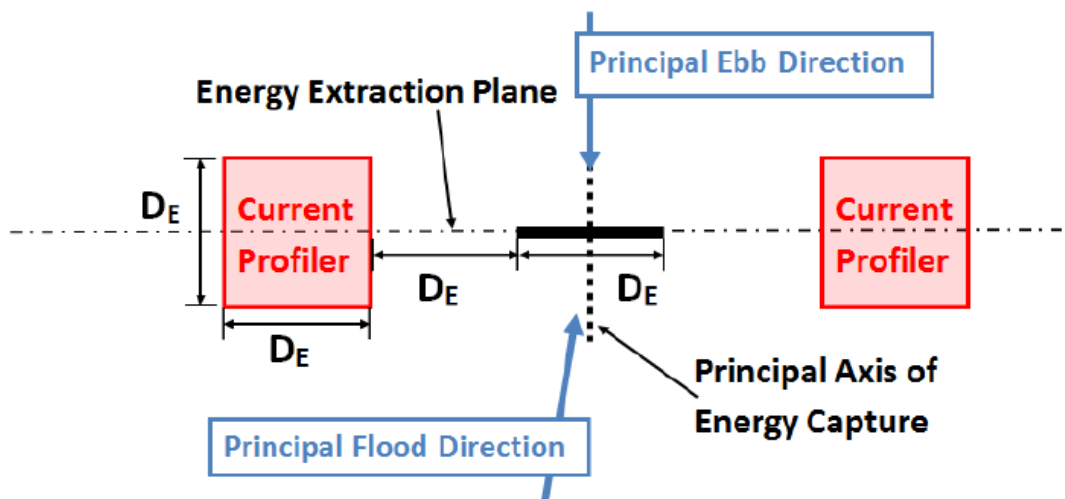 Principal Ebb Direction
Energy Extraction Plane
DE
Current
Profiler
Current
Profiler
DE
DE
DE
Principal Axis of
Energy Capture
Principal Flood Direction